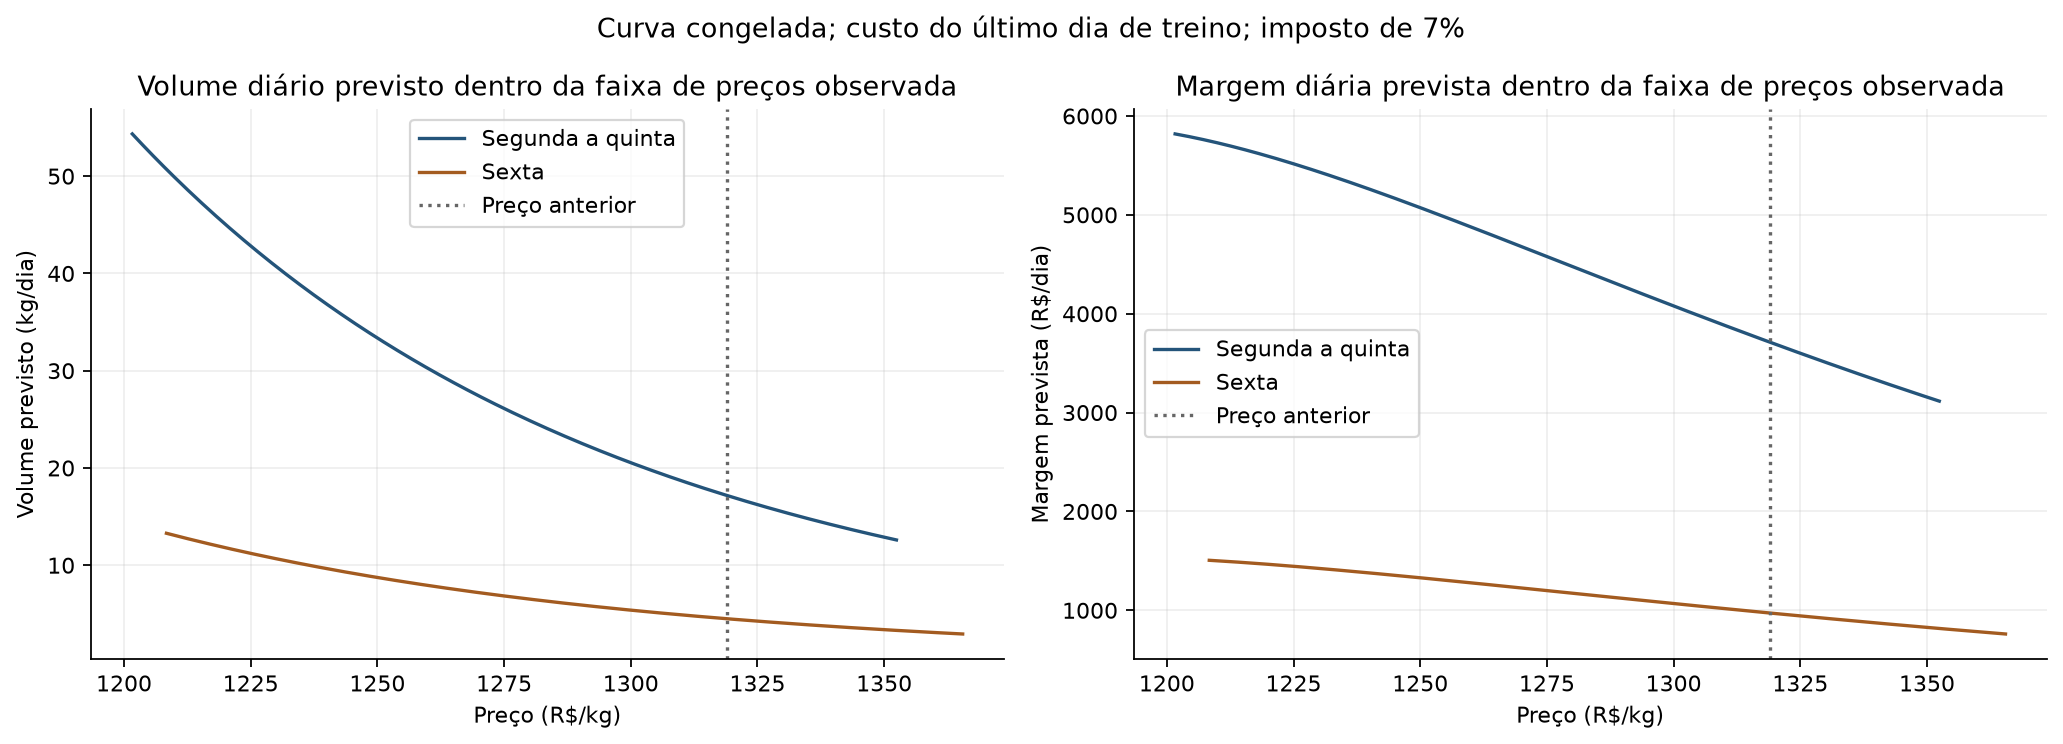 Curva congelada; custo do último dia de treino; imposto de 7%
Volume diário previsto dentro da faixa de preços observada
Volume previsto (kg/dia)
50
40
30
20
10
Segunda a quinta
Sexta
Preço anterior
1200 1225 1250 1275 1300 1325 1350
Preço (R$/kg)
Margem diária prevista dentro da faixa de preços observada
Margem prevista (R$/dia)
6000
5000
4000
3000
2000
1000
Segunda a quinta
Sexta
Preço anterior
1200 1225 1250 1275 1300 1325 1350
Preço (R$/kg)